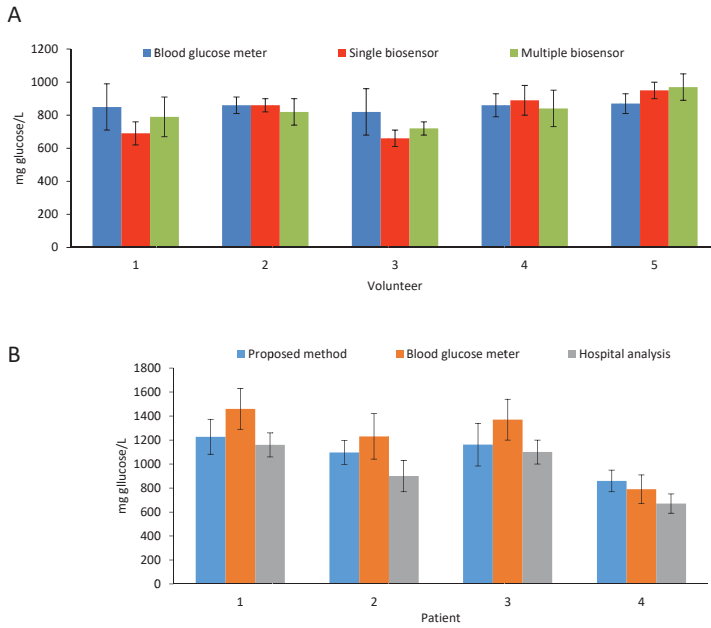 A
Blood glucose meter Single biosensor Multiple biosensor
1200
1000
800
600
400
200
0
mg glucose/L
1 2 3 4 5
Volunteer
B
Proposed method Blood glucose meter Hospital analysis
1800
1600
1400
1200
1000
800
600
400
200
0
mg gllucose/L
1 2 3 4
Patient